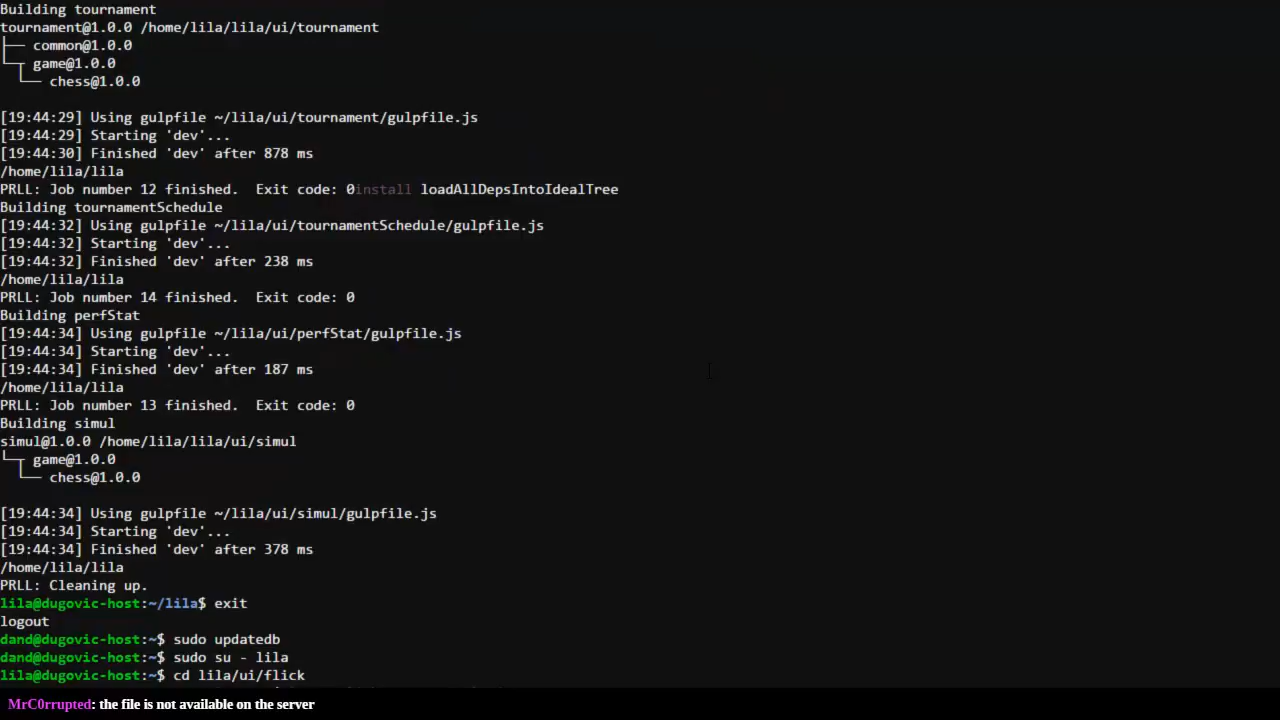 Building tournament
tournament@1.0.0 /home/lila/lila/ui/tournament
├── common@1.0.0
└─┬ game@1.0.0
  └── chess@1.0.0
[19:44:29] Using gulpfile ~/lila/ui/tournament/gulpfile.js
[19:44:29] Starting 'dev'...
[19:44:30] Finished 'dev' after 878 ms
/home/lila/lila
PRLL: Job number 12 finished.  Exit code: 0install loadAllDepsIntoIdealTree
Building tournamentSchedule
[19:44:32] Using gulpfile ~/lila/ui/tournamentSchedule/gulpfile.js
[19:44:32] Starting 'dev'...
[19:44:32] Finished 'dev' after 238 ms
/home/lila/lila
PRLL: Job number 14 finished.  Exit code: 0
Building perfStat
[19:44:34] Using gulpfile ~/lila/ui/perfStat/gulpfile.js
[19:44:34] Starting 'dev'...
[19:44:34] Finished 'dev' after 187 ms
/home/lila/lila
PRLL: Job number 13 finished.  Exit code: 0
Building simul
simul@1.0.0 /home/lila/lila/ui/simul
└─┬ game@1.0.0
  └── chess@1.0.0
[19:44:34] Using gulpfile ~/lila/ui/simul/gulpfile.js
[19:44:34] Starting 'dev'...
[19:44:34] Finished 'dev' after 378 ms
/home/lila/lila
PRLL: Cleaning up.
lila@dugovic-host:~/lila$ exit
logout
dand@dugovic-host:~$ sudo updatedb
dand@dugovic-host:~$ sudo su - lila
lila@dugovic-host:~$ cd lila/ui/flick
MrC0rrupted: the file is not available on the server